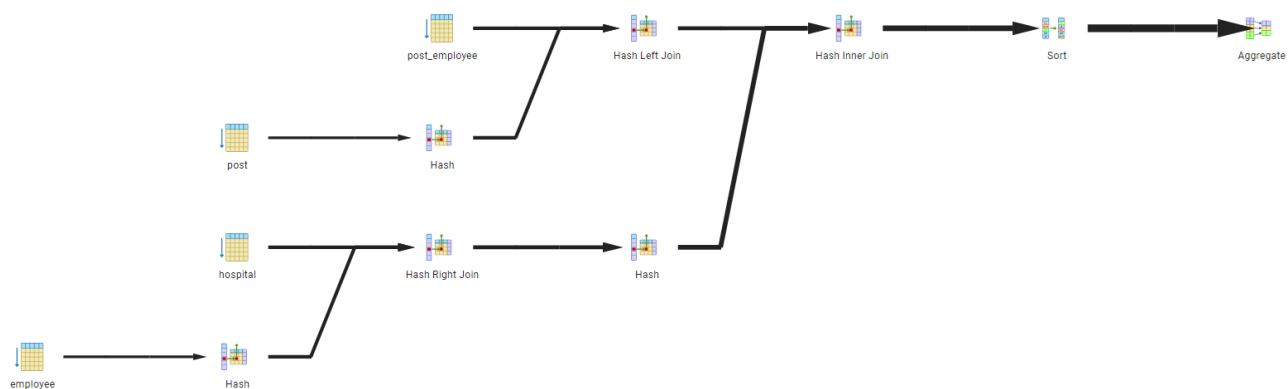 post_employee
Hash Left Join
Hash Inner Join
Sort
Aggregate
post
Hash
hospital
Hash Right Join
Hash
employee
Hash